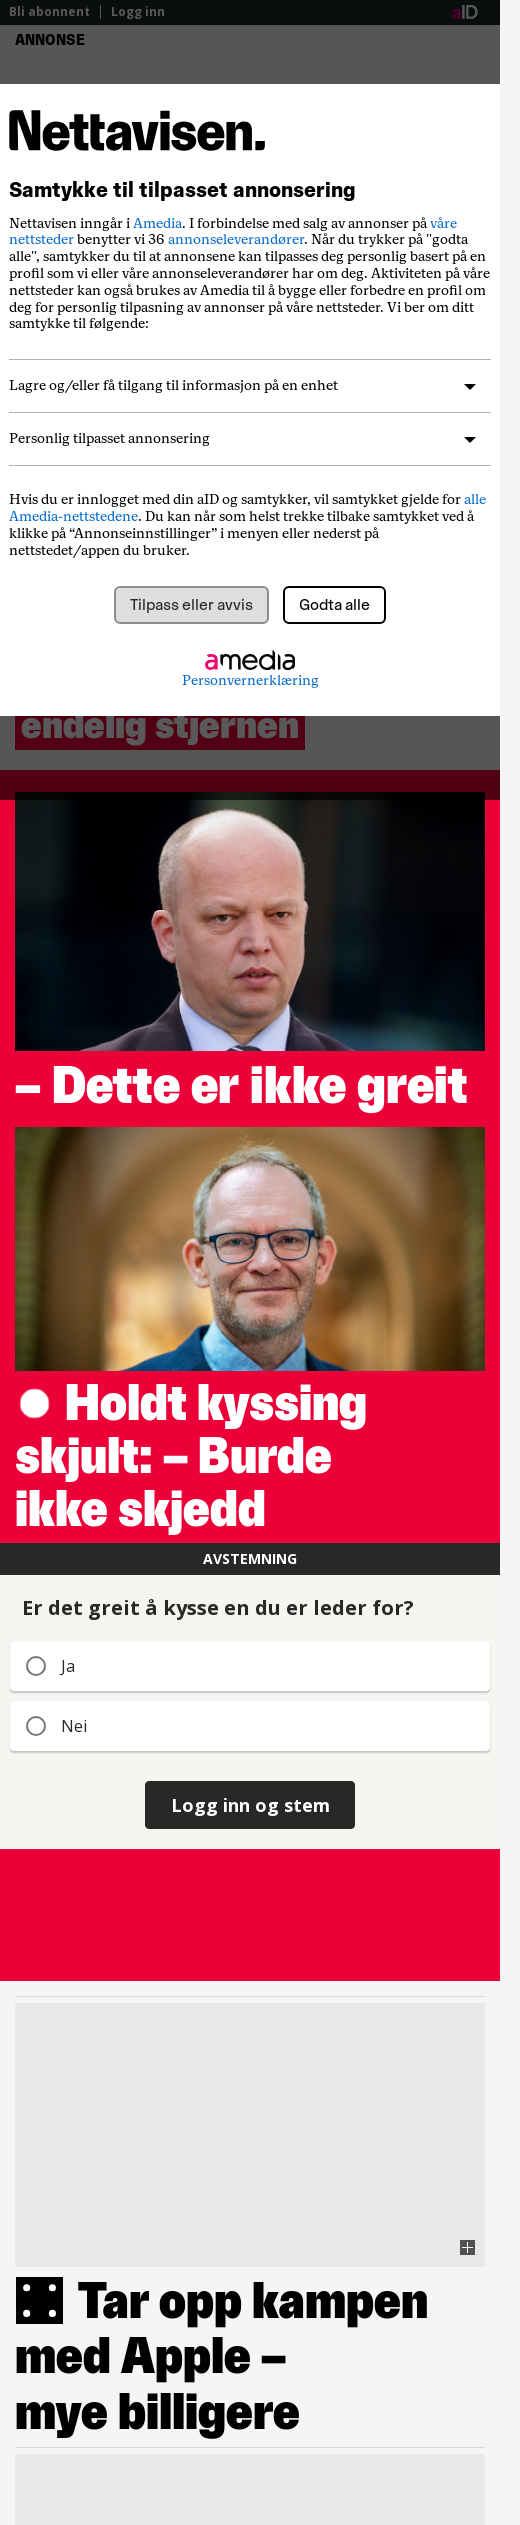 Bli abonnent | Logg inn
aID
ANNONSE
Nettavisen.
Samtykke til tilpasset annonsering
Nettavisen inngår i Amedia. I forbindelse med salg av annonser på våre
nettsteder benytter vi 36 annonseleverandører. Når du trykker på "godta
alle", samtykker du til at annonsene kan tilpasses deg personlig basert på en
profil som vi eller våre annonseleverandører har om deg. Aktiviteten på våre
nettsteder kan også brukes av Amedia til å bygge eller forbedre en profil om
deg for personlig tilpasning av annonser på våre nettsteder. Vi ber om ditt
samtykke til følgende:
Lagre og/eller få tilgang til informasjon på en enhet
Personlig tilpasset annonsering
Hvis du er innlogget med din aID og samtykker, vil samtykket gjelde for alle
Amedia-nettstedene. Du kan når som helst trekke tilbake samtykket ved å
klikke på “Annonseinnstillinger” i menyen eller nederst på
nettstedet/appen du bruker.
Tilpass eller avvis
Godta alle
amedia
Personvernerklæring
endelig stjernen
– Dette er ikke greit
Holdt kyssing
skjult: – Burde
ikke skjedd
AVSTEMNING
Er det greit å kysse en du er leder for?
Ja
Nei
Logg inn og stem
Tar opp kampen
med Apple –
mye billigere